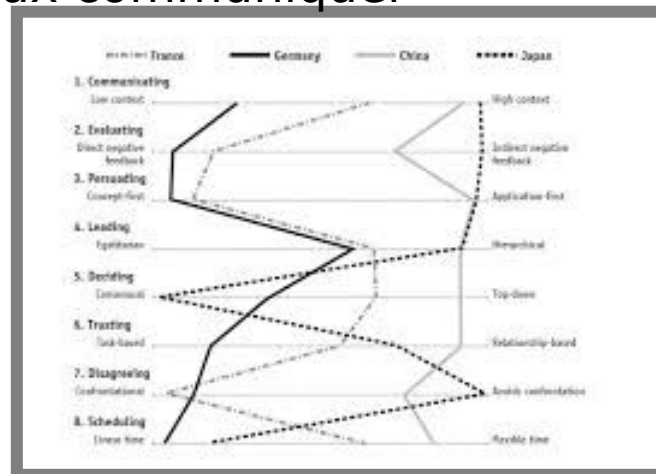 ux communiquer
France Germany China Japan
1. Communicating
Low context High context
2. Evaluating
Direct negative feedback Indirect negative feedback
3. Persuading
Concept-first Application-first
4. Leading
Egalitarian Hierarchical
5. Deciding
Consensual Top-down
6. Trusting
Task-based Relationship-based
7. Disagreeing
Confrontational Avoids confrontation
8. Scheduling
Linear time Flexible time